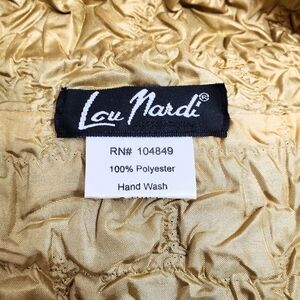 Lou Nardi®
RN# 104849
100% Polyester
Hand Wash